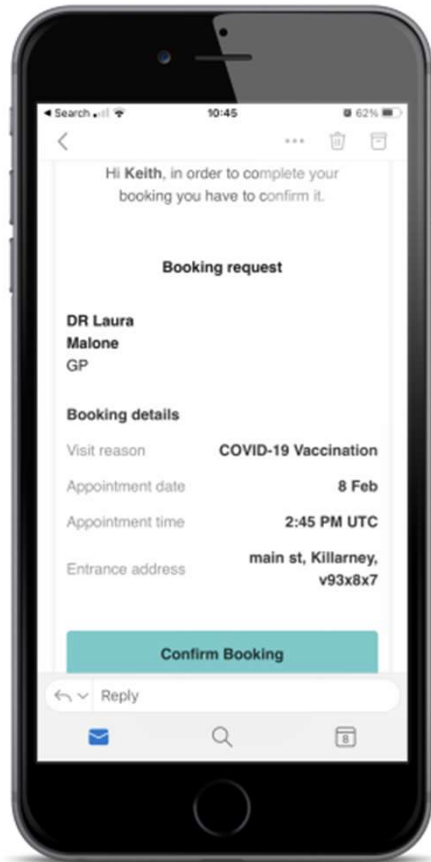 Search
10:45
62%
Hi Keith, in order to complete your
booking you have to confirm it.
Booking request
DR Laura
Malone
GP
Booking details
Visit reason COVID-19 Vaccination
Appointment date 8 Feb
Appointment time 2:45 PM UTC
Entrance address main st, Killarney,
v93x8x7
Confirm Booking
Reply
8